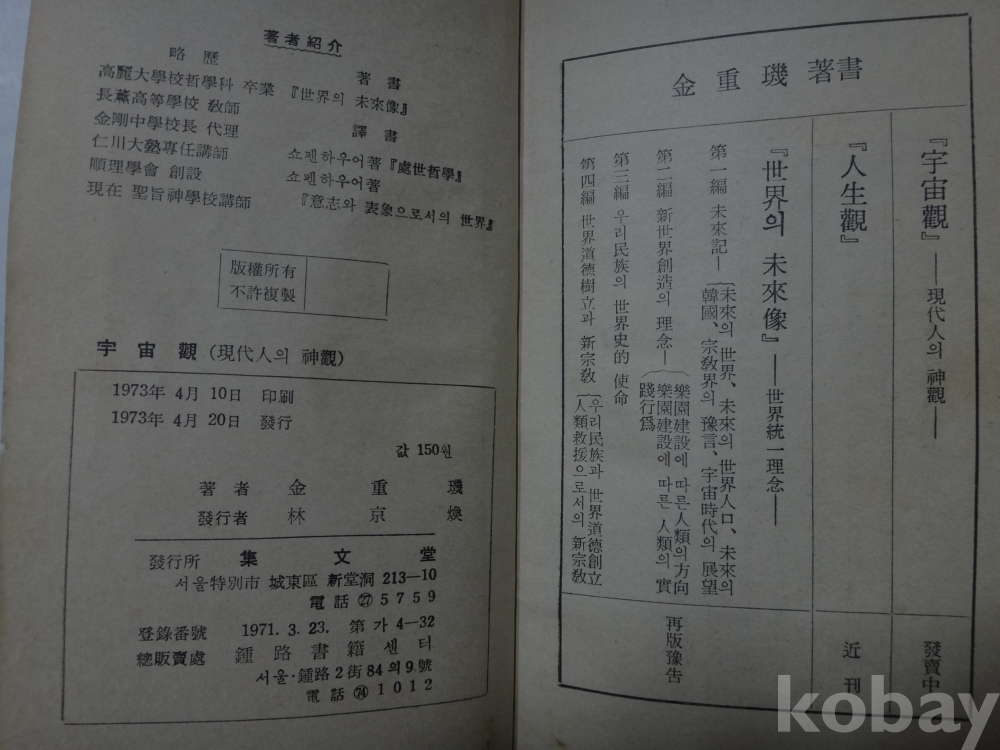 著者紹介
略歷
高麗大學校哲學科 卒業
長薰高等學校 敎師
金剛中學校長 代理
仁川大塾專任講師
順理學會 創設
現在 聖旨神學校講師
著書
『世界의 未來像』
譯書
쇼펜하우어著『處世哲學』
쇼펜하우어著
『意志와 表象으로서의 世界』
版權所有
不許複製
宇宙觀 (現代人의 神觀)
1973年 4月 10日 印刷
1973年 4月 20日 發行
값 150원
著者 金重璣
發行者 林京煥
發行所 集文堂
서울特別市 城東區 新堂洞 213—10
電話 ㉗ 5759
登錄番號 1971. 3. 23. 第 가 4—32
總販賣處 鍾路書籍센터
서울·鍾路 2街 84의 9號
電話 74 1012
金重璣著書
『宇宙觀』—現代人의 神觀—
發賣中
『人生觀』
近刊
『世界의 未來像』—世界統一理念—
第一編 未來記—{未來의 世界、未來의 世界人口、未來의
韓國、宗敎界의 豫言、宇宙時代의 展望
第二編 新世界創造의 理念—{樂園建設에 따른人類의方向
樂園建設에 따른 人類의 實
踐行爲
第三編 우리民族의 世界史的 使命
第四編 世界道德樹立과 新宗敎{우리民族과 世界道德創立
人類救援으로서의 新宗敎
再版豫告
kobay